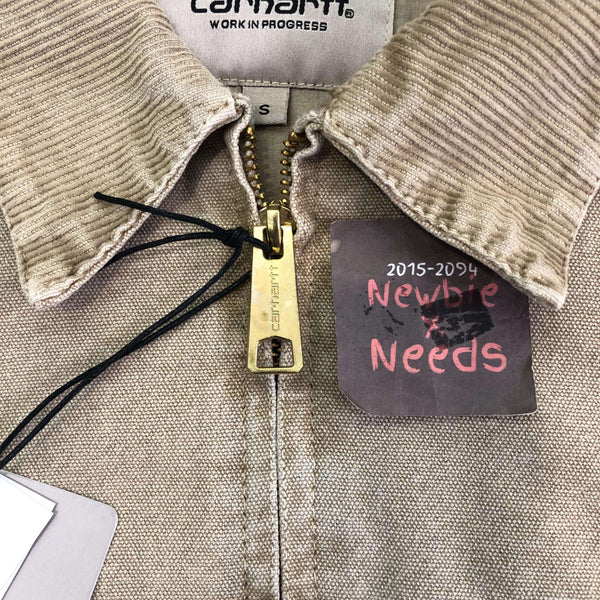 carhartt®
WORK IN PROGRESS
S
carhartt
2015-2094
Newbie
x
Needs